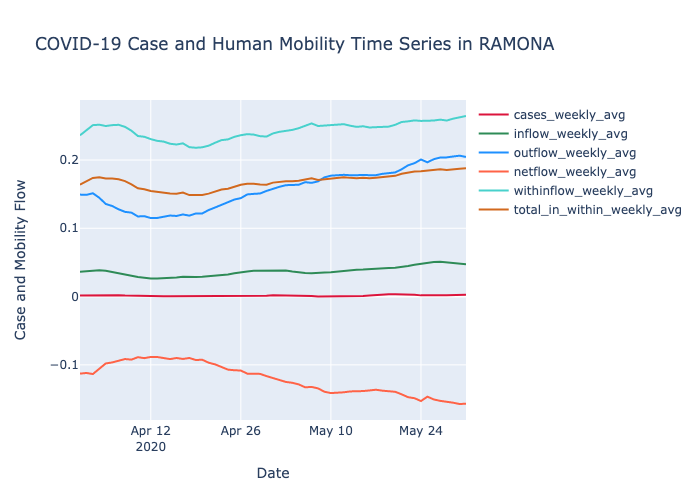 COVID-19 Case and Human Mobility Time Series in RAMONA
cases_weekly_avg
inflow_weekly_avg
outflow_weekly_avg
netflow_weekly_avg
withinflow_weekly_avg
total_in_within_weekly_avg
Case and Mobility Flow
0.2
0.1
0
−0.1
Apr 12
2020
Apr 26
May 10
May 24
Date